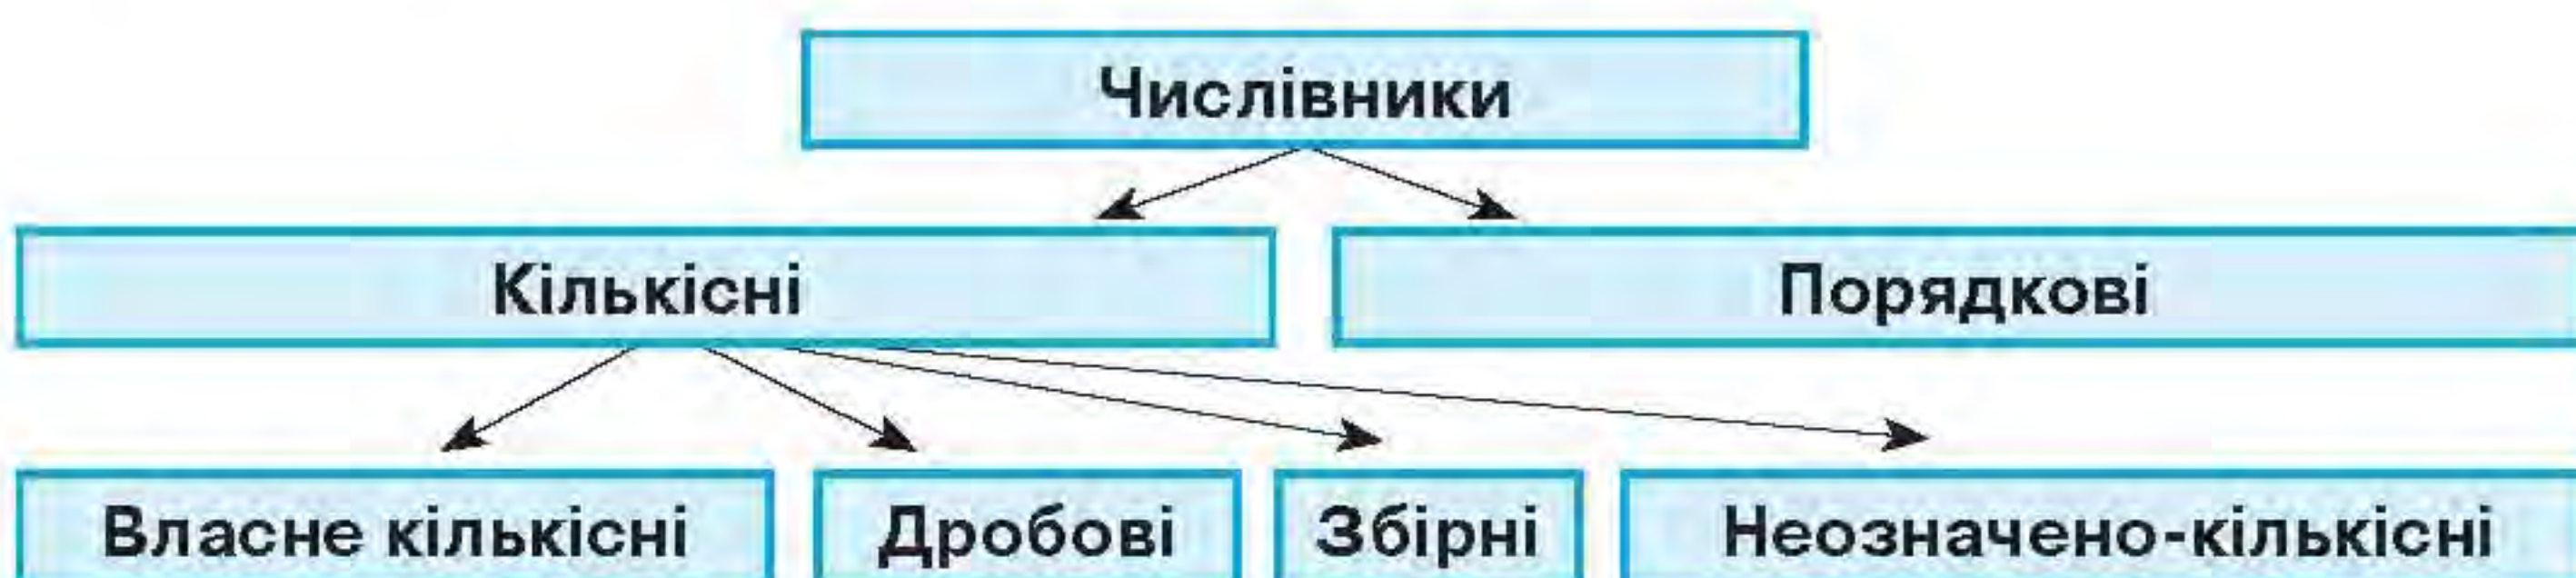 Числівники
Кількісні
Порядкові
Власне кількісні
Дробові
Збірні
Неозначено-кількісні